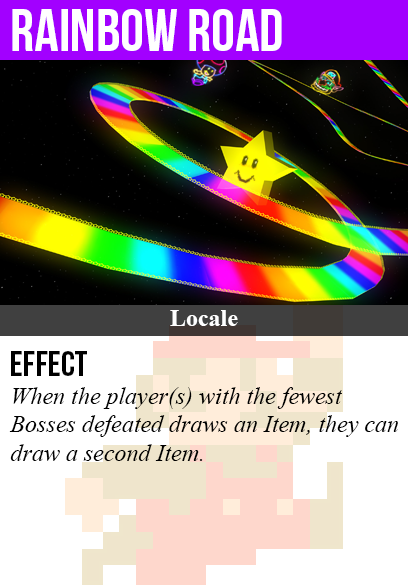 RAINBOW ROAD
Locale
EFFECT
When the player(s) with the fewest
Bosses defeated draws an Item, they can
draw a second Item.